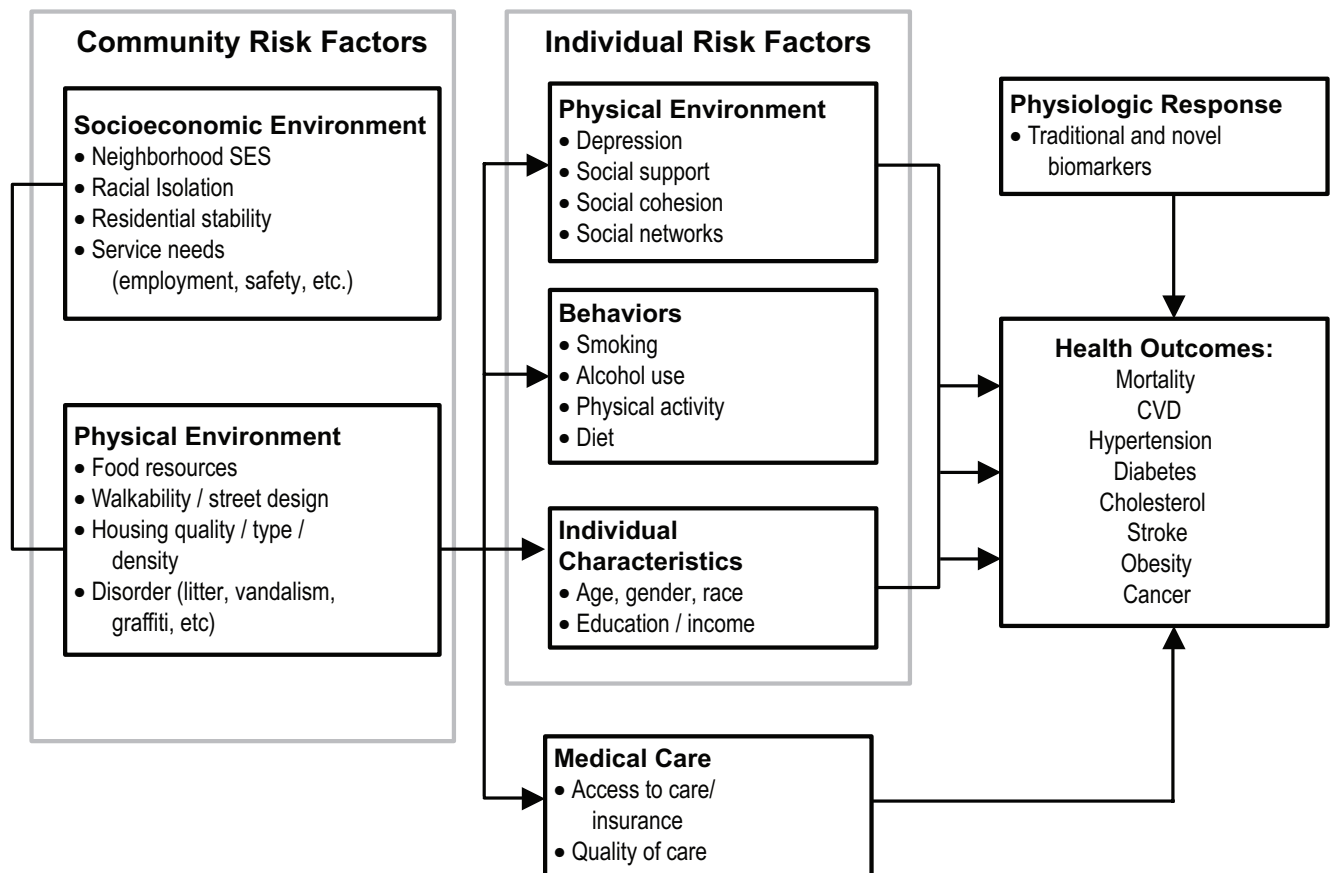 Community Risk Factors
Socioeconomic Environment
• Neighborhood SES
• Racial Isolation
• Residential stability
• Service needs
(employment, safety, etc.)
Physical Environment
• Food resources
• Walkability / street design
• Housing quality / type /
density
• Disorder (litter, vandalism,
graffiti, etc)
Individual Risk Factors
Physical Environment
• Depression
• Social support
• Social cohesion
• Social networks
Behaviors
• Smoking
• Alcohol use
• Physical activity
• Diet
Individual
Characteristics
• Age, gender, race
• Education / income
Medical Care
• Access to care/
insurance
• Quality of care
Physiologic Response
• Traditional and novel
biomarkers
Health Outcomes:
Mortality
CVD
Hypertension
Diabetes
Cholesterol
Stroke
Obesity
Cancer